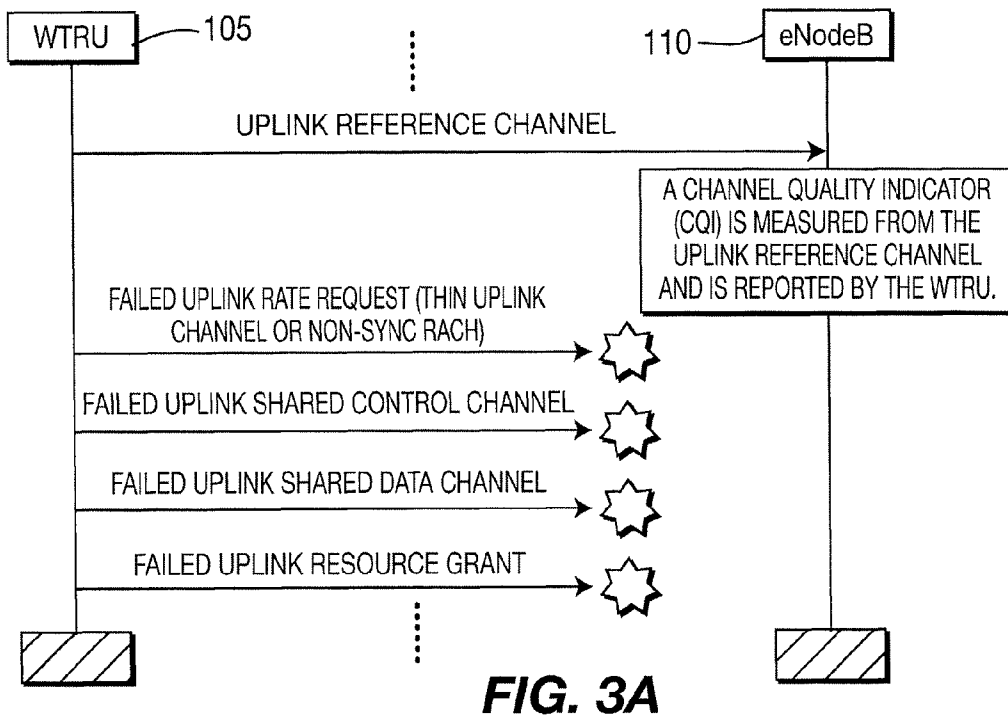 WTRU
105
110
eNodeB
UPLINK REFERENCE CHANNEL
A CHANNEL QUALITY INDICATOR
(CQI) IS MEASURED FROM THE
UPLINK REFERENCE CHANNEL
AND IS REPORTED BY THE WTRU.
FAILED UPLINK RATE REQUEST (THIN UPLINK
CHANNEL OR NON-SYNC RACH)
FAILED UPLINK SHARED CONTROL CHANNEL
FAILED UPLINK SHARED DATA CHANNEL
FAILED UPLINK RESOURCE GRANT
FIG. 3A